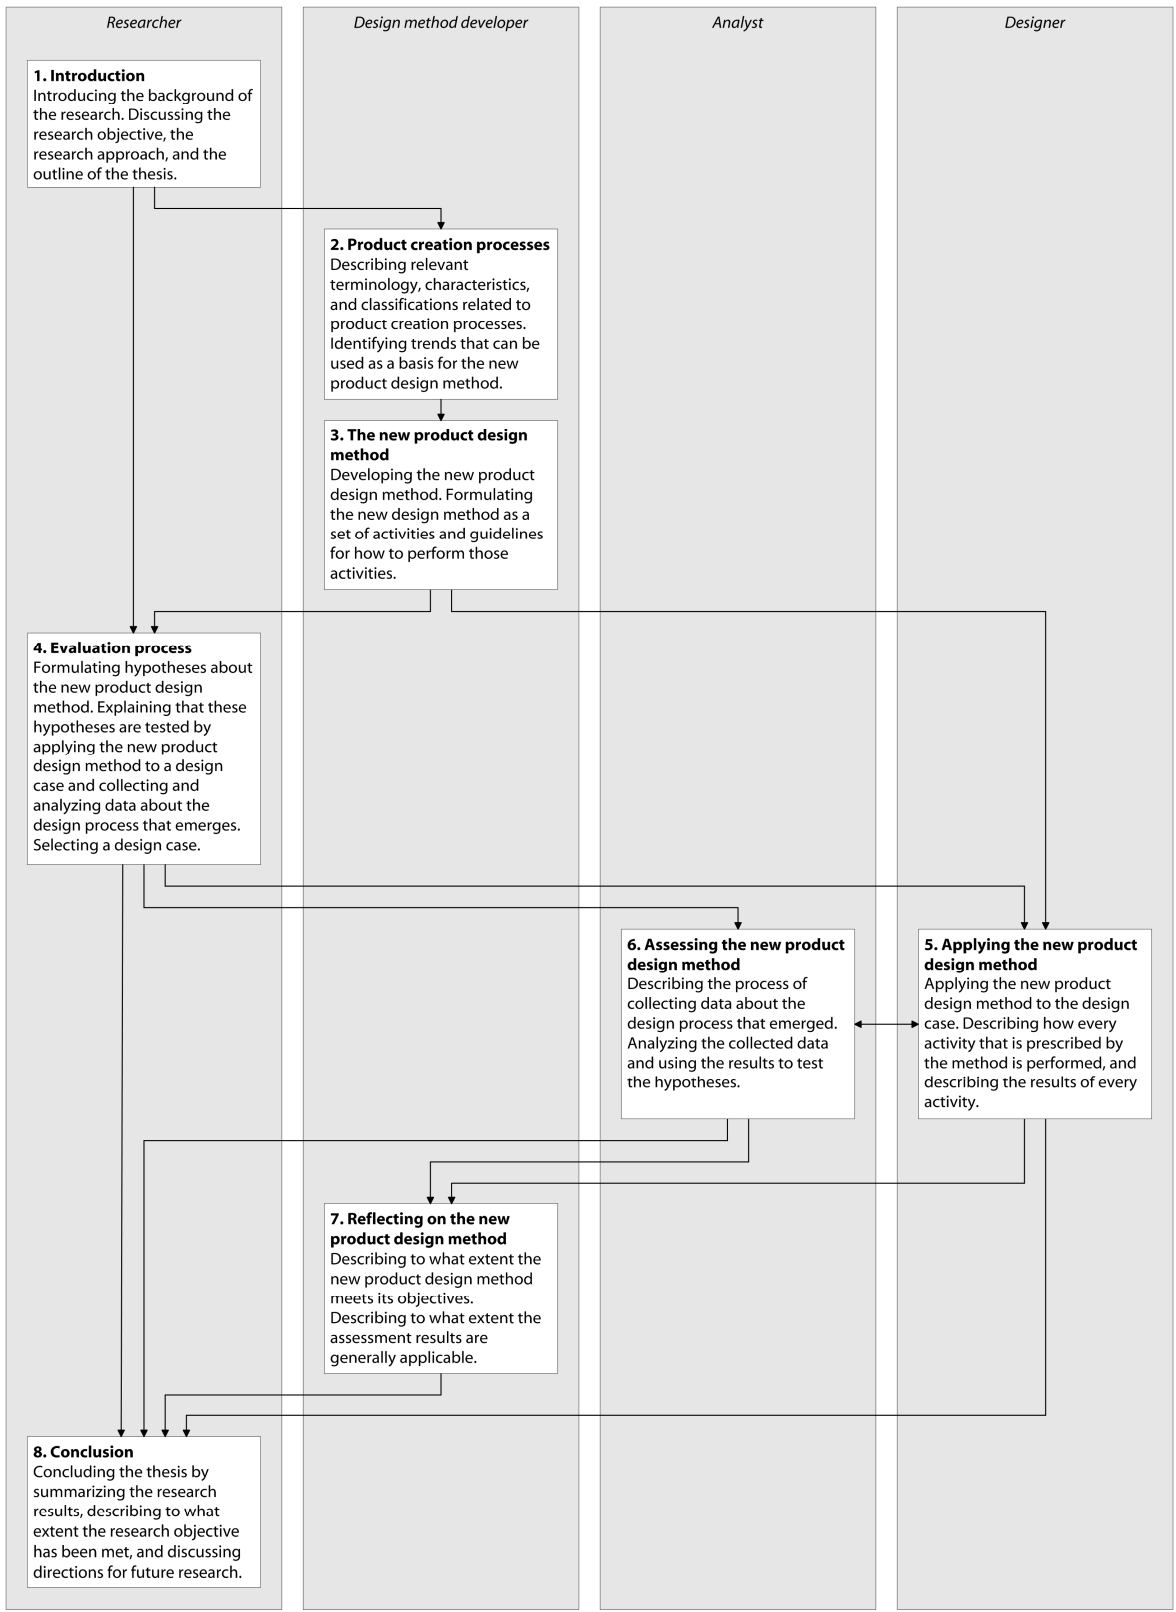 Researcher
Design method developer
Analyst
Designer
1. Introduction
Introducing the background of
the research. Discussing the
research objective, the
research approach, and the
outline of the thesis.
2. Product creation processes
Describing relevant
terminology, characteristics,
and classifications related to
product creation processes.
Identifying trends that can be
used as a basis for the new
product design method.
3. The new product design
method
Developing the new product
design method. Formulating
the new design method as a
set of activities and guidelines
for how to perform those
activities.
4. Evaluation process
Formulating hypotheses about
the new product design
method. Explaining that these
hypotheses are tested by
applying the new product
design method to a design
case and collecting and
analyzing data about the
design process that emerges.
Selecting a design case.
6. Assessing the new product
design method
Describing the process of
collecting data about the
design process that emerged.
Analyzing the collected data
and using the results to test
the hypotheses.
5. Applying the new product
design method
Applying the new product
design method to the design
case. Describing how every
activity that is prescribed by
the method is performed, and
describing the results of every
activity.
7. Reflecting on the new
product design method
Describing to what extent the
new product design method
meets its objectives.
Describing to what extent the
assessment results are
generally applicable.
8. Conclusion
Concluding the thesis by
summarizing the research
results, describing to what
extent the research objective
has been met, and discussing
directions for future research.